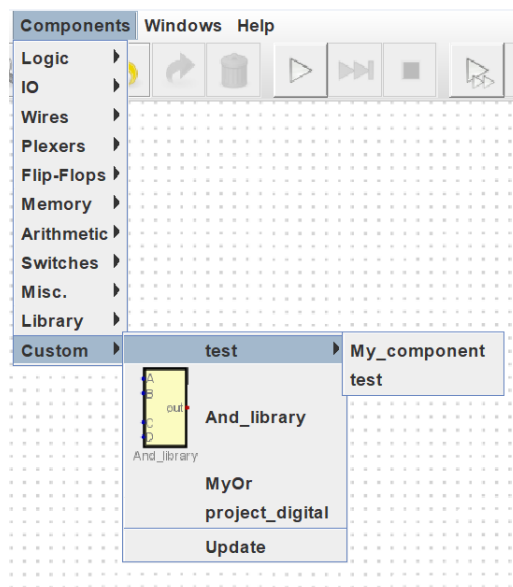 Components Windows Help
Logic
IO
Wires
Plexers
Flip-Flops
Memory
Arithmetic
Switches
Misc.
Library
Custom
test
My_component
test
A
B
out
C
D
And_library
And_library
MyOr
project_digital
Update